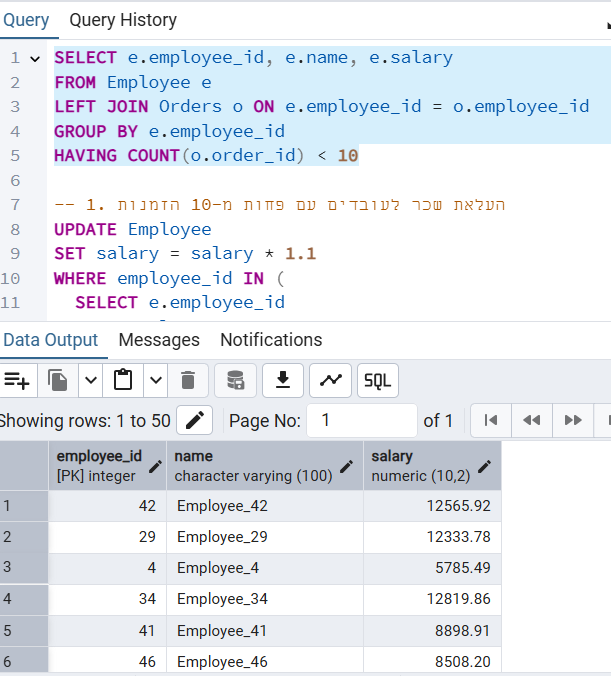 Query Query History
1 SELECT e.employee_id, e.name, e.salary
2 FROM Employee e
3 LEFT JOIN Orders o ON e.employee_id = o.employee_id
4 GROUP BY e.employee_id
5 HAVING COUNT(o.order_id) < 10
6
7 -- 1. העלאת שכר לעובדים עם פחות מ-10 הזמנות
8 UPDATE Employee
9 SET salary = salary * 1.1
10 WHERE employee_id IN (
11 SELECT e.employee_id
Data Output Messages Notifications
SQL
Showing rows: 1 to 50 Page No: 1 of 1
employee_id name salary
[PK] integer character varying (100) numeric (10,2)
1 42 Employee_42 12565.92
2 29 Employee_29 12333.78
3 4 Employee_4 5785.49
4 34 Employee_34 12819.86
5 41 Employee_41 8898.91
6 46 Employee_46 8508.20